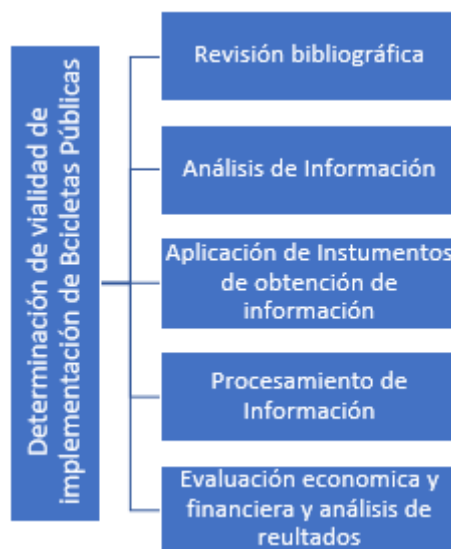 Determinación de vialidad de
implementación de Bcicletas Públicas
Revisión bibliográfica
Análisis de Información
Aplicación de Instumentos
de obtención de
información
Procesamiento de
Información
Evaluación economica y
financiera y análisis de
reultados